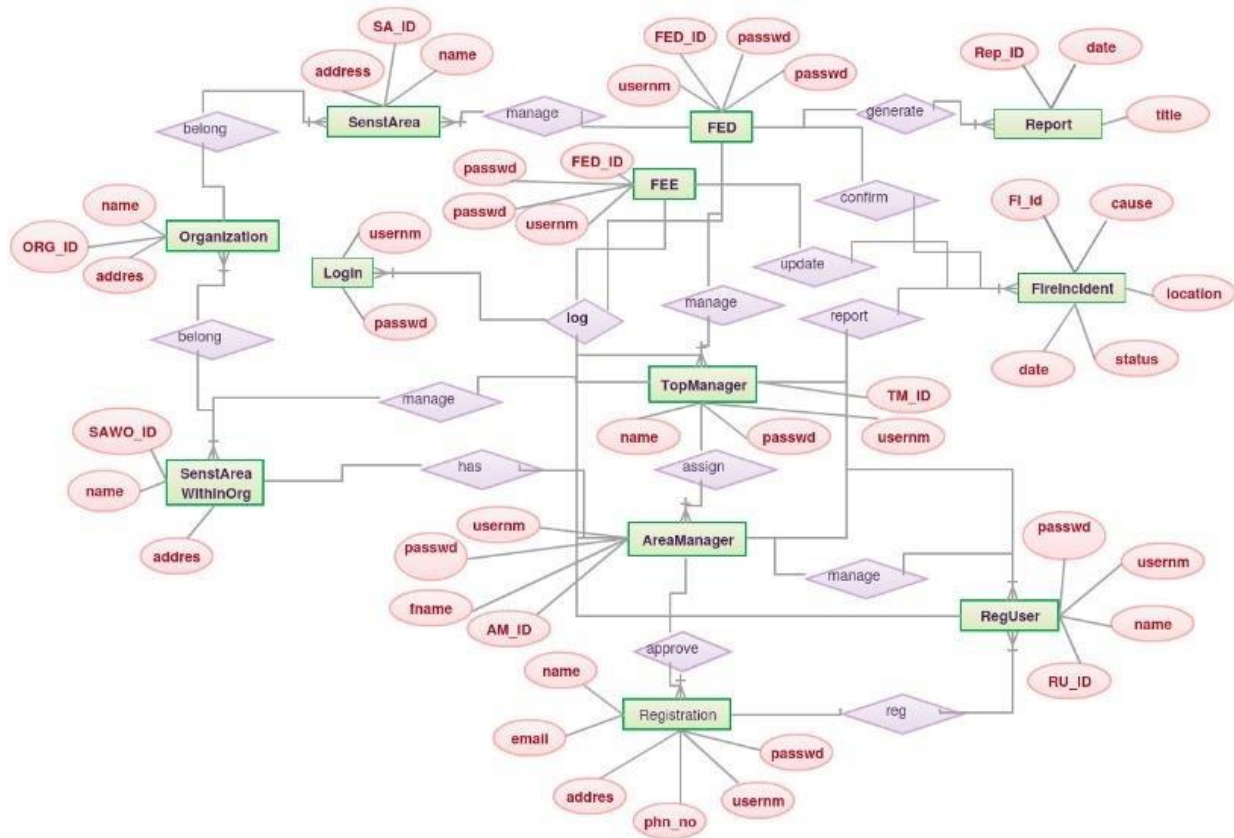 SA_ID
name
address
belong
SenstArea
manage
FED_ID
passwd
passwd
usernm
FED
generate
Rep_ID
date
title
Report
passwd
FED_ID
FEE
passwd
usernm
confirm
FI_Id
cause
name
ORG_ID
addres
Organization
usernm
LogIn
passwd
update
FireIncident
location
date
status
belong
log
manage
report
TopManager
TM_ID
name
passwd
usernm
manage
SAWO_ID
SenstArea
WithinOrg
name
addres
has
assign
usernm
passwd
fname
AM_ID
AreaManager
manage
passwd
usernm
name
RU_ID
RegUser
approve
name
email
Registration
reg
addres
phn_no
usernm
passwd